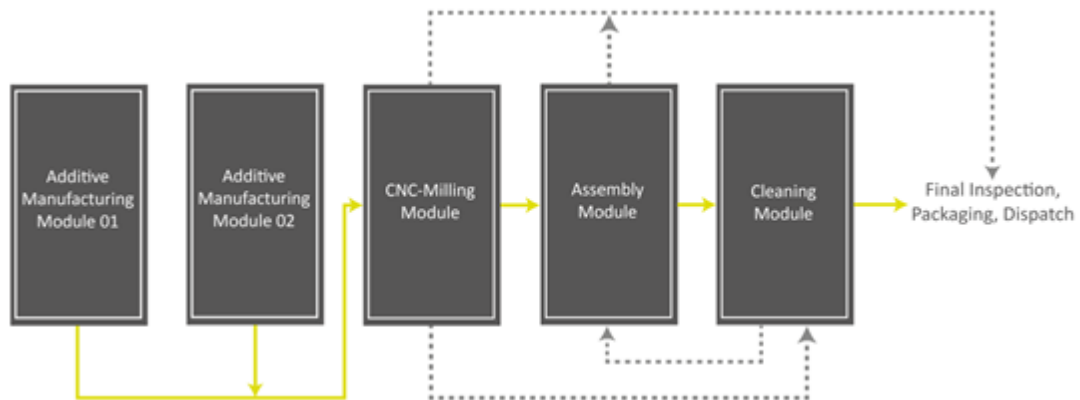 Additive
Manufacturing
Module 01
Additive
Manufacturing
Module 02
CNC-Milling
Module
Assembly
Module
Cleaning
Module
Final Inspection,
Packaging, Dispatch